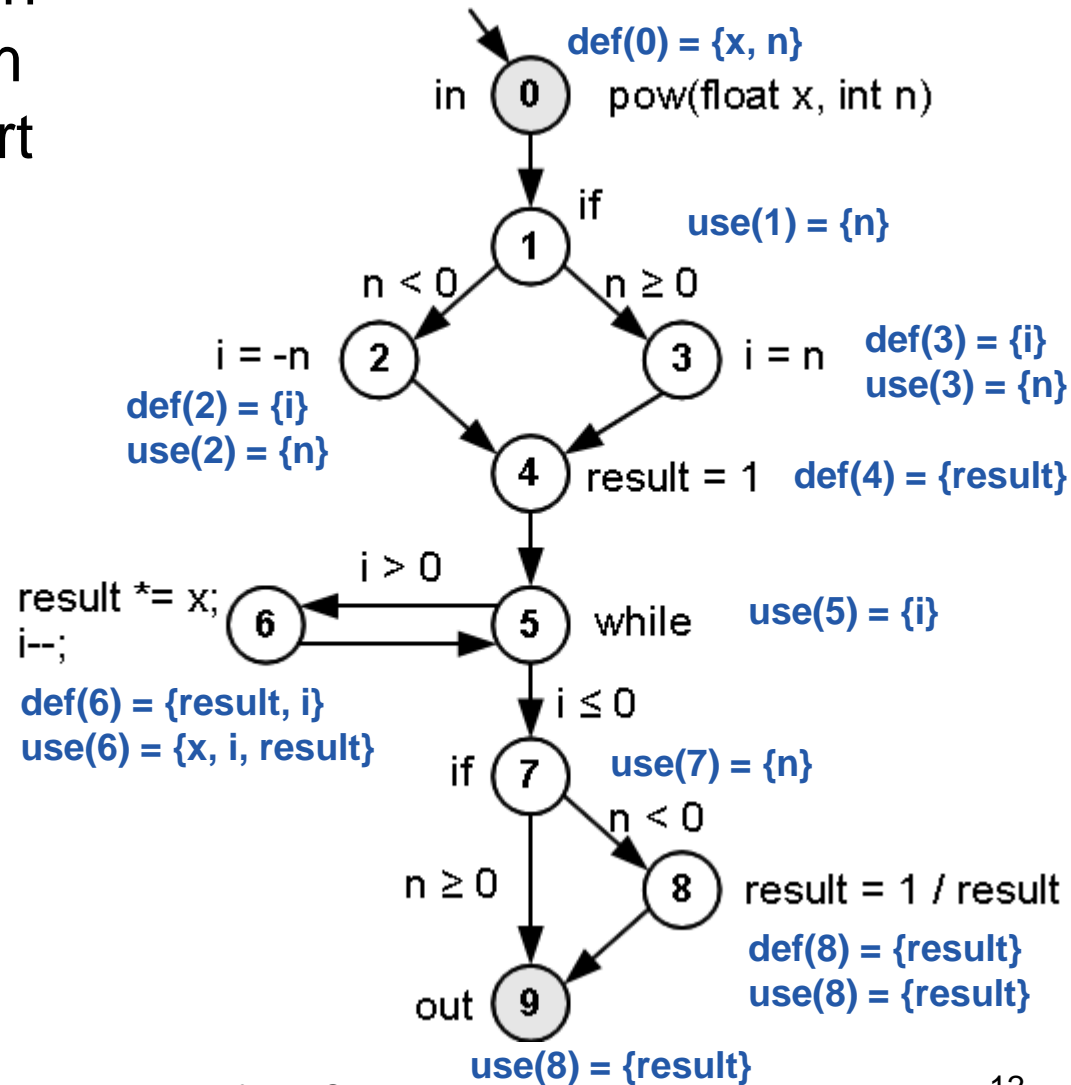 rt
def(0) = {x, n}
in
0
pow(float x, int n)
if
use(1) = {n}
1
n < 0
n ≥ 0
i = -n
2
3
i = n
def(3) = {i}
use(3) = {n}
def(2) = {i}
use(2) = {n}
4
result = 1
def(4) = {result}
i > 0
result *= x;
i--;
6
5
while
use(5) = {i}
def(6) = {result, i}
use(6) = {x, i, result}
i ≤ 0
if
7
use(7) = {n}
n < 0
n ≥ 0
8
result = 1 / result
def(8) = {result}
use(8) = {result}
out
9
use(8) = {result}